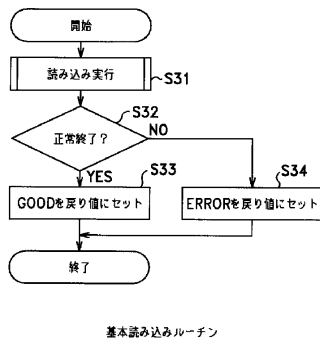 開始
読み込み実行
S31
S32
正常終了?
NO
YES
S33
S34
GOODを戻り値にセット
ERRORを戻り値にセット
終了
基本読み込みルーチン